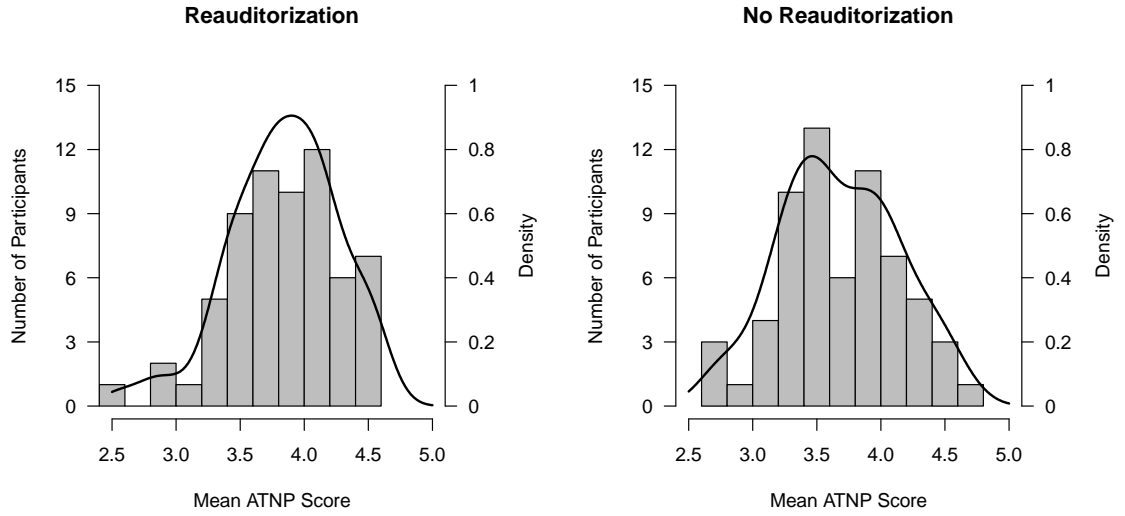 Reauditorization
15
12
9
6
3
0
Number of Participants
1
0.8
0.6
0.4
0.2
0
Density
2.5 3.0 3.5 4.0 4.5 5.0
Mean ATNP Score
No Reauditorization
15
12
9
6
3
0
Number of Participants
1
0.8
0.6
0.4
0.2
0
Density
2.5 3.0 3.5 4.0 4.5 5.0
Mean ATNP Score